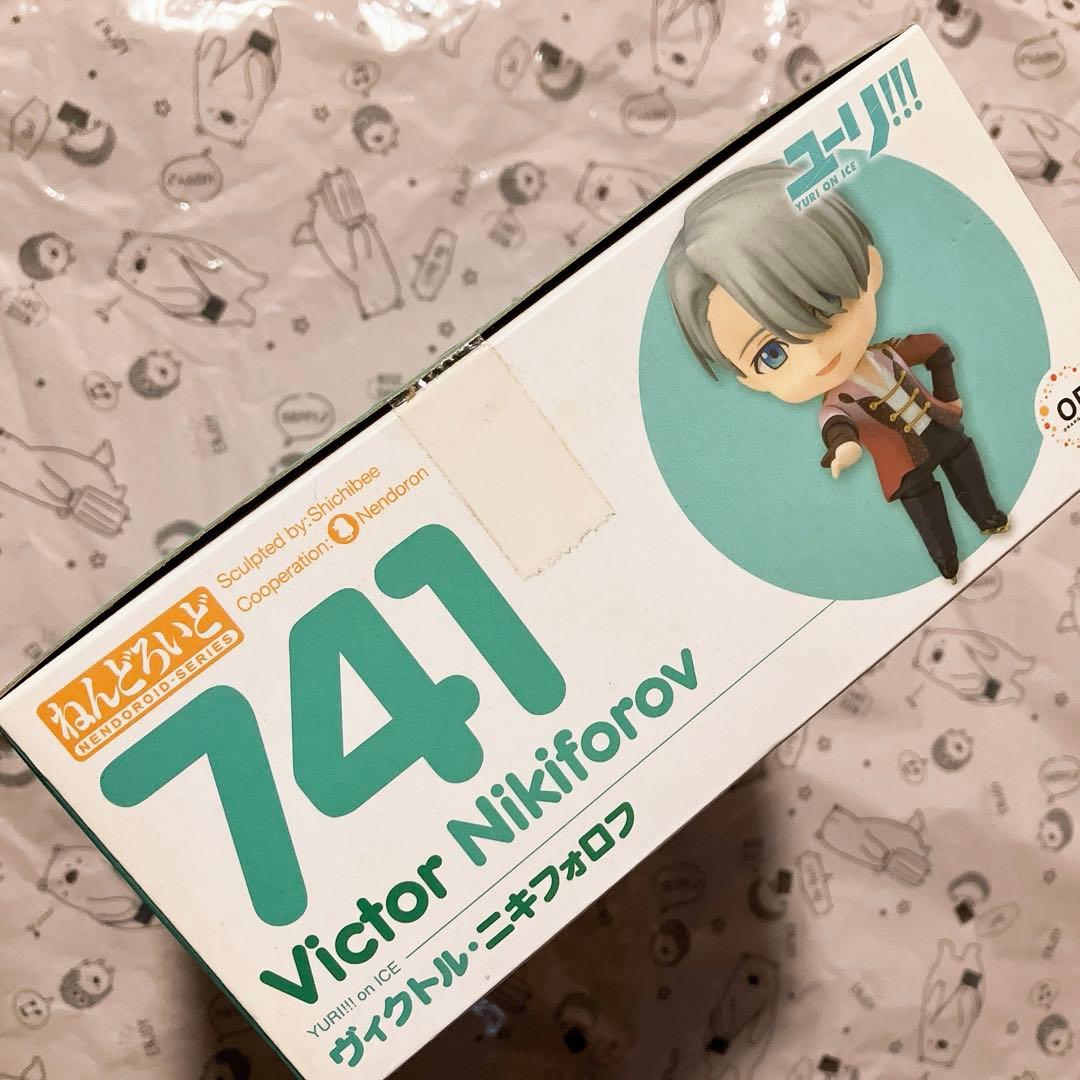 ユーリ!!!
YURI ON ICE
ねんどろいど
NENDOROID·SERIES
Sculpted by:Shichibee
Cooperation: Nendoron
741
Victor Nikiforov
YURI!!! on ICE
ヴィクトル・ニキフォロフ